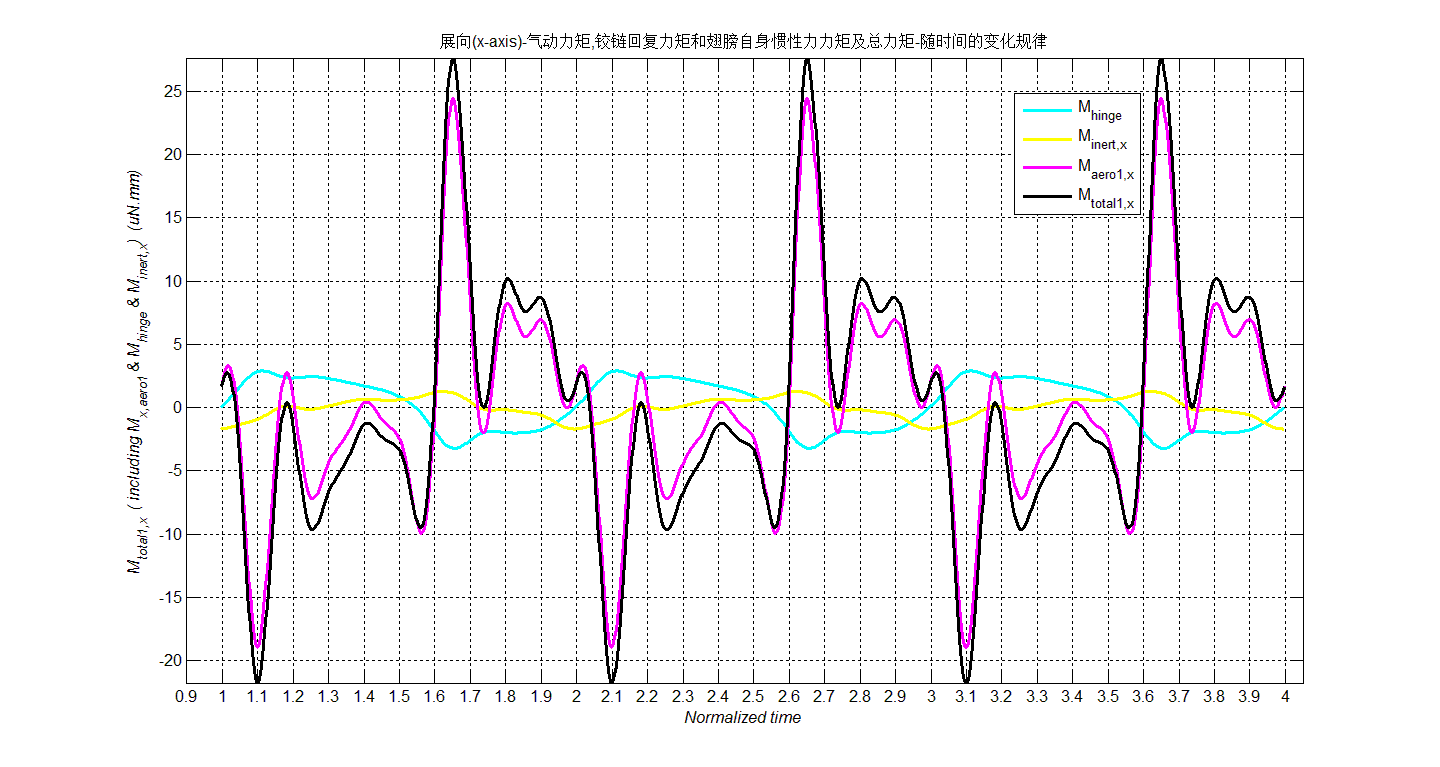 展向(x-axis)-气动力矩,铰链回复力矩和翅膀自身惯性力力矩及总力矩-随时间的变化规律
M_total1,x ( including M_x,aero1 & M_hinge & M_inert,x) (uN.mm)
25
20
15
10
5
0
-5
-10
-15
-20
M_hinge
M_inert,x
M_aero1,x
M_total1,x
0.9 1 1.1 1.2 1.3 1.4 1.5 1.6 1.7 1.8 1.9 2 2.1 2.2 2.3 2.4 2.5 2.6 2.7 2.8 2.9 3 3.1 3.2 3.3 3.4 3.5 3.6 3.7 3.8 3.9 4
Normalized time